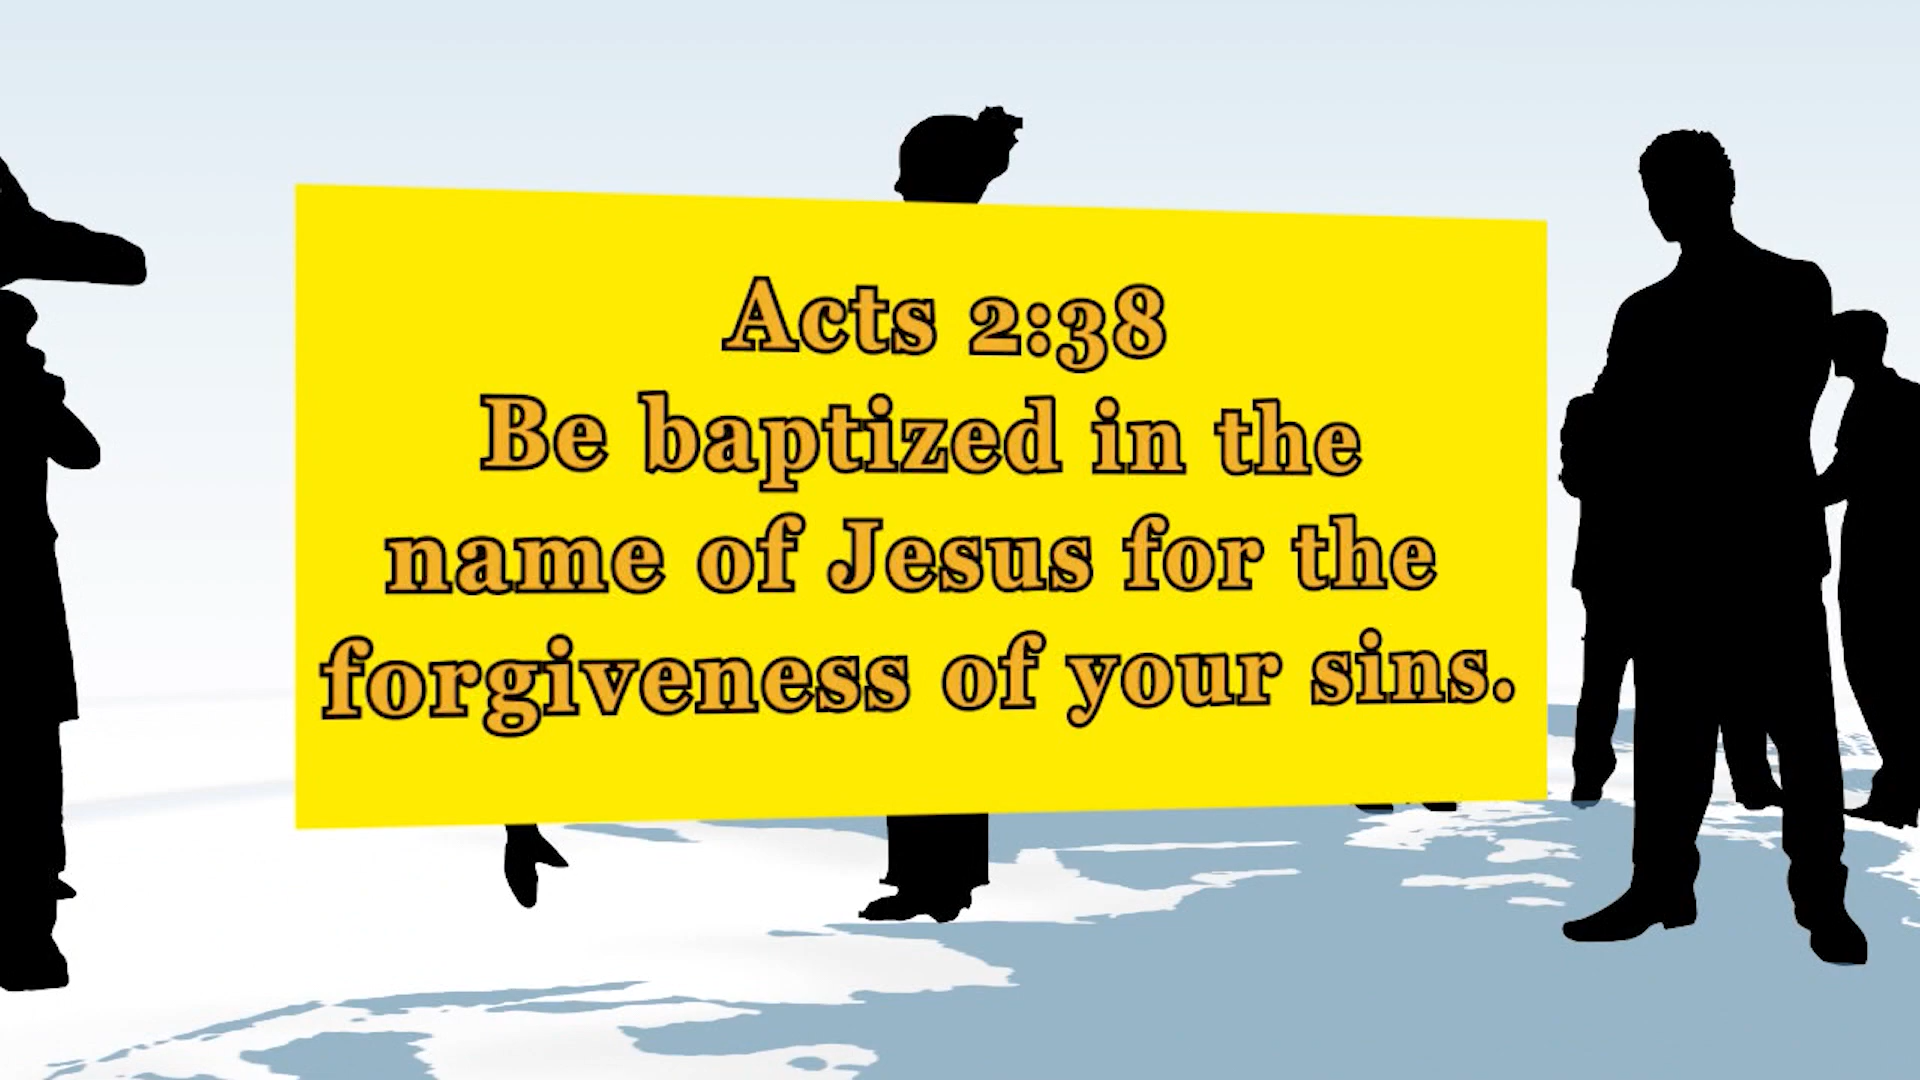 Acts 2:38
Be baptized in the
name of Jesus for the
forgiveness of your sins.